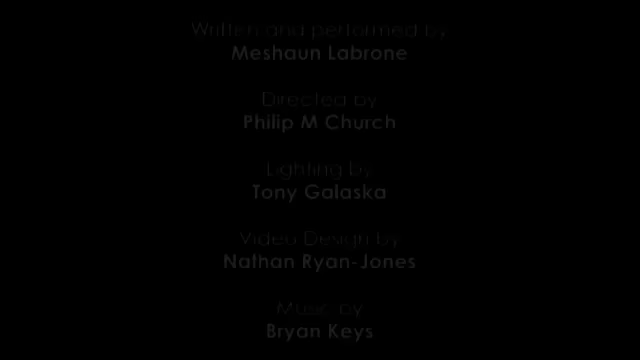 Written and performed by
Meshaun Labrone
Directed by
Philip M Church
Lighting by
Tony Galaska
Video Design by
Nathan Ryan-Jones
Music by
Bryan Keys